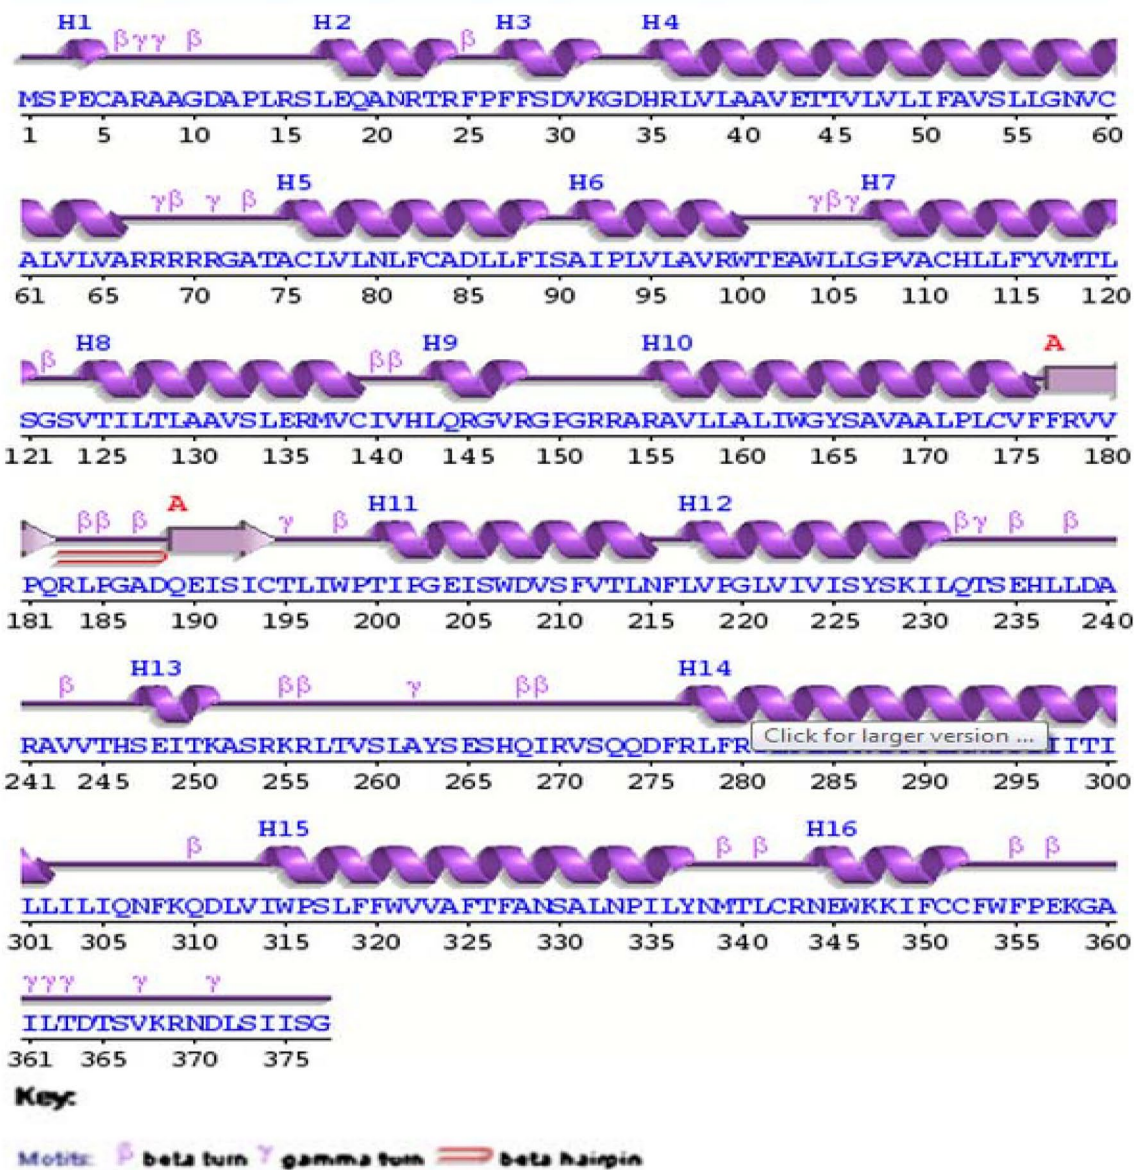 H1 β γ γ β H2 β H3 H4
MSPECARAAGDAPLRSLEQANRTRFPFFSDVKGDHRLVLAAVETTVLVLIFAVSLLGNVC
1 5 10 15 20 25 30 35 40 45 50 55 60
γ β γ β H5 H6 γ β γ H7
ALVLVARRRRRGATACLVLNLFCADLLFISAIPLVLAVRWTEAWLLGPVACHLLFYVMTL
61 65 70 75 80 85 90 95 100 105 110 115 120
β H8 β β H9 H10 A
SGSVTILTLAAVSLERMVCIVHLQRGVRGPGRRARAVLLALIWGYSAVAALPLCVFFRVV
121 125 130 135 140 145 150 155 160 165 170 175 180
β β β A γ β H11 H12 β γ β β
PQRLPGADQEISICTLIWPTIPGEISWDVSFVTLNFLVPGLVIVISYSKILQTSEHLLDA
181 185 190 195 200 205 210 215 220 225 230 235 240
β H13 β β γ β β H14
RAVVTHSEITKASRKRLTVSLAYSESHQIRVSQQDFRLFR Click for larger version ... IITI
241 245 250 255 260 265 270 275 280 285 290 295 300
β H15 β β H16 β β
LLILIQNFKQDLVIWPSLFFWVVAFTFANSALNPILYNMTLCRNEWKKIFCCFWFPEKGA
301 305 310 315 320 325 330 335 340 345 350 355 360
γ γ γ γ γ
ILTDTSVKRNDLSIISG
361 365 370 375
Key:
Motifs: β beta turn γ gamma turn beta hairpin